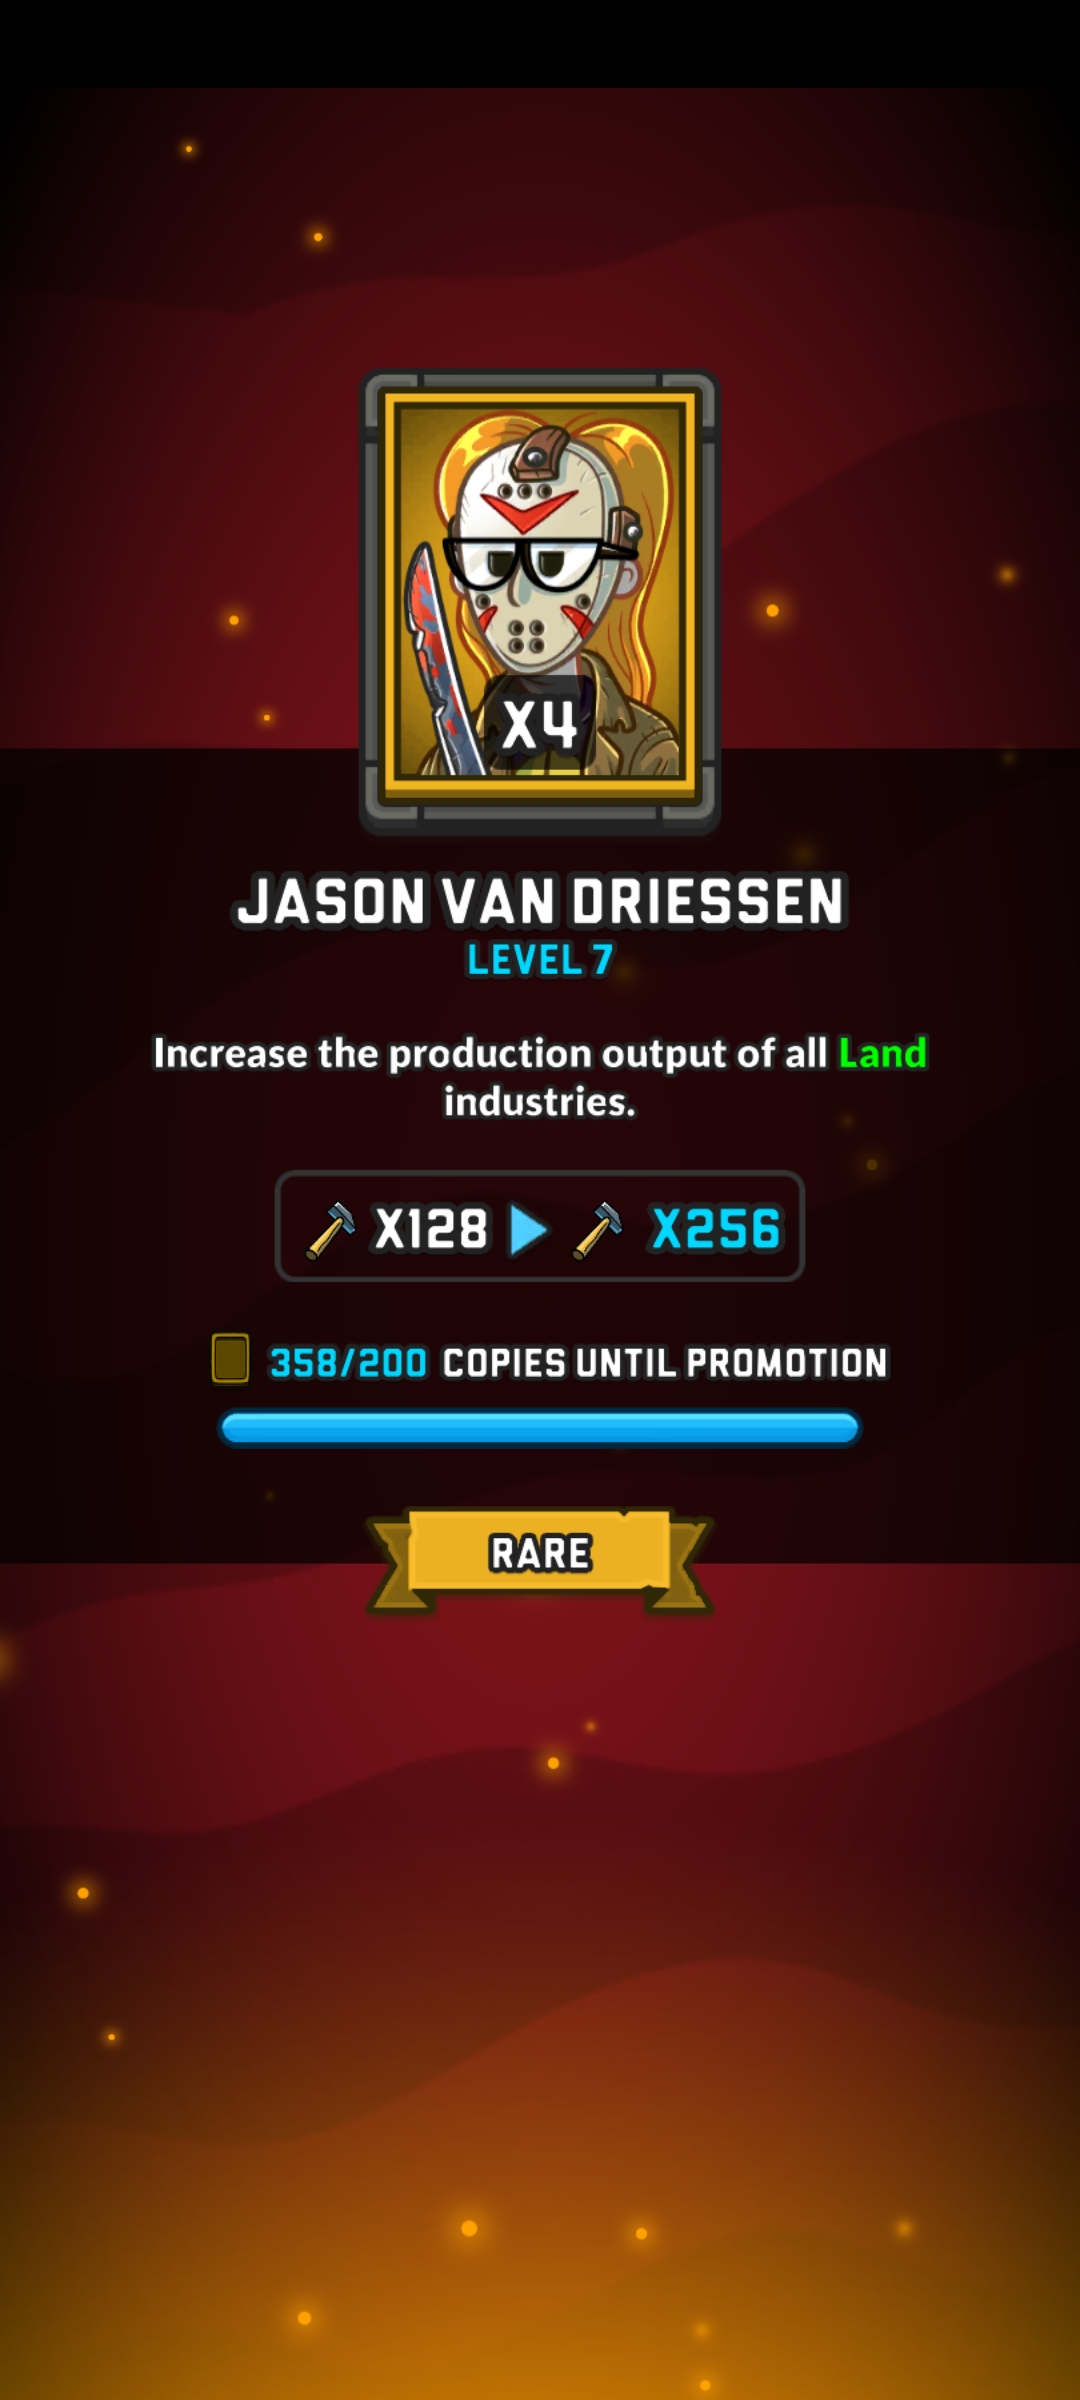 X4
JASON VAN DRIESSEN
LEVEL 7
Increase the production output of all Land
industries.
X128 X256
358/200 COPIES UNTIL PROMOTION
RARE